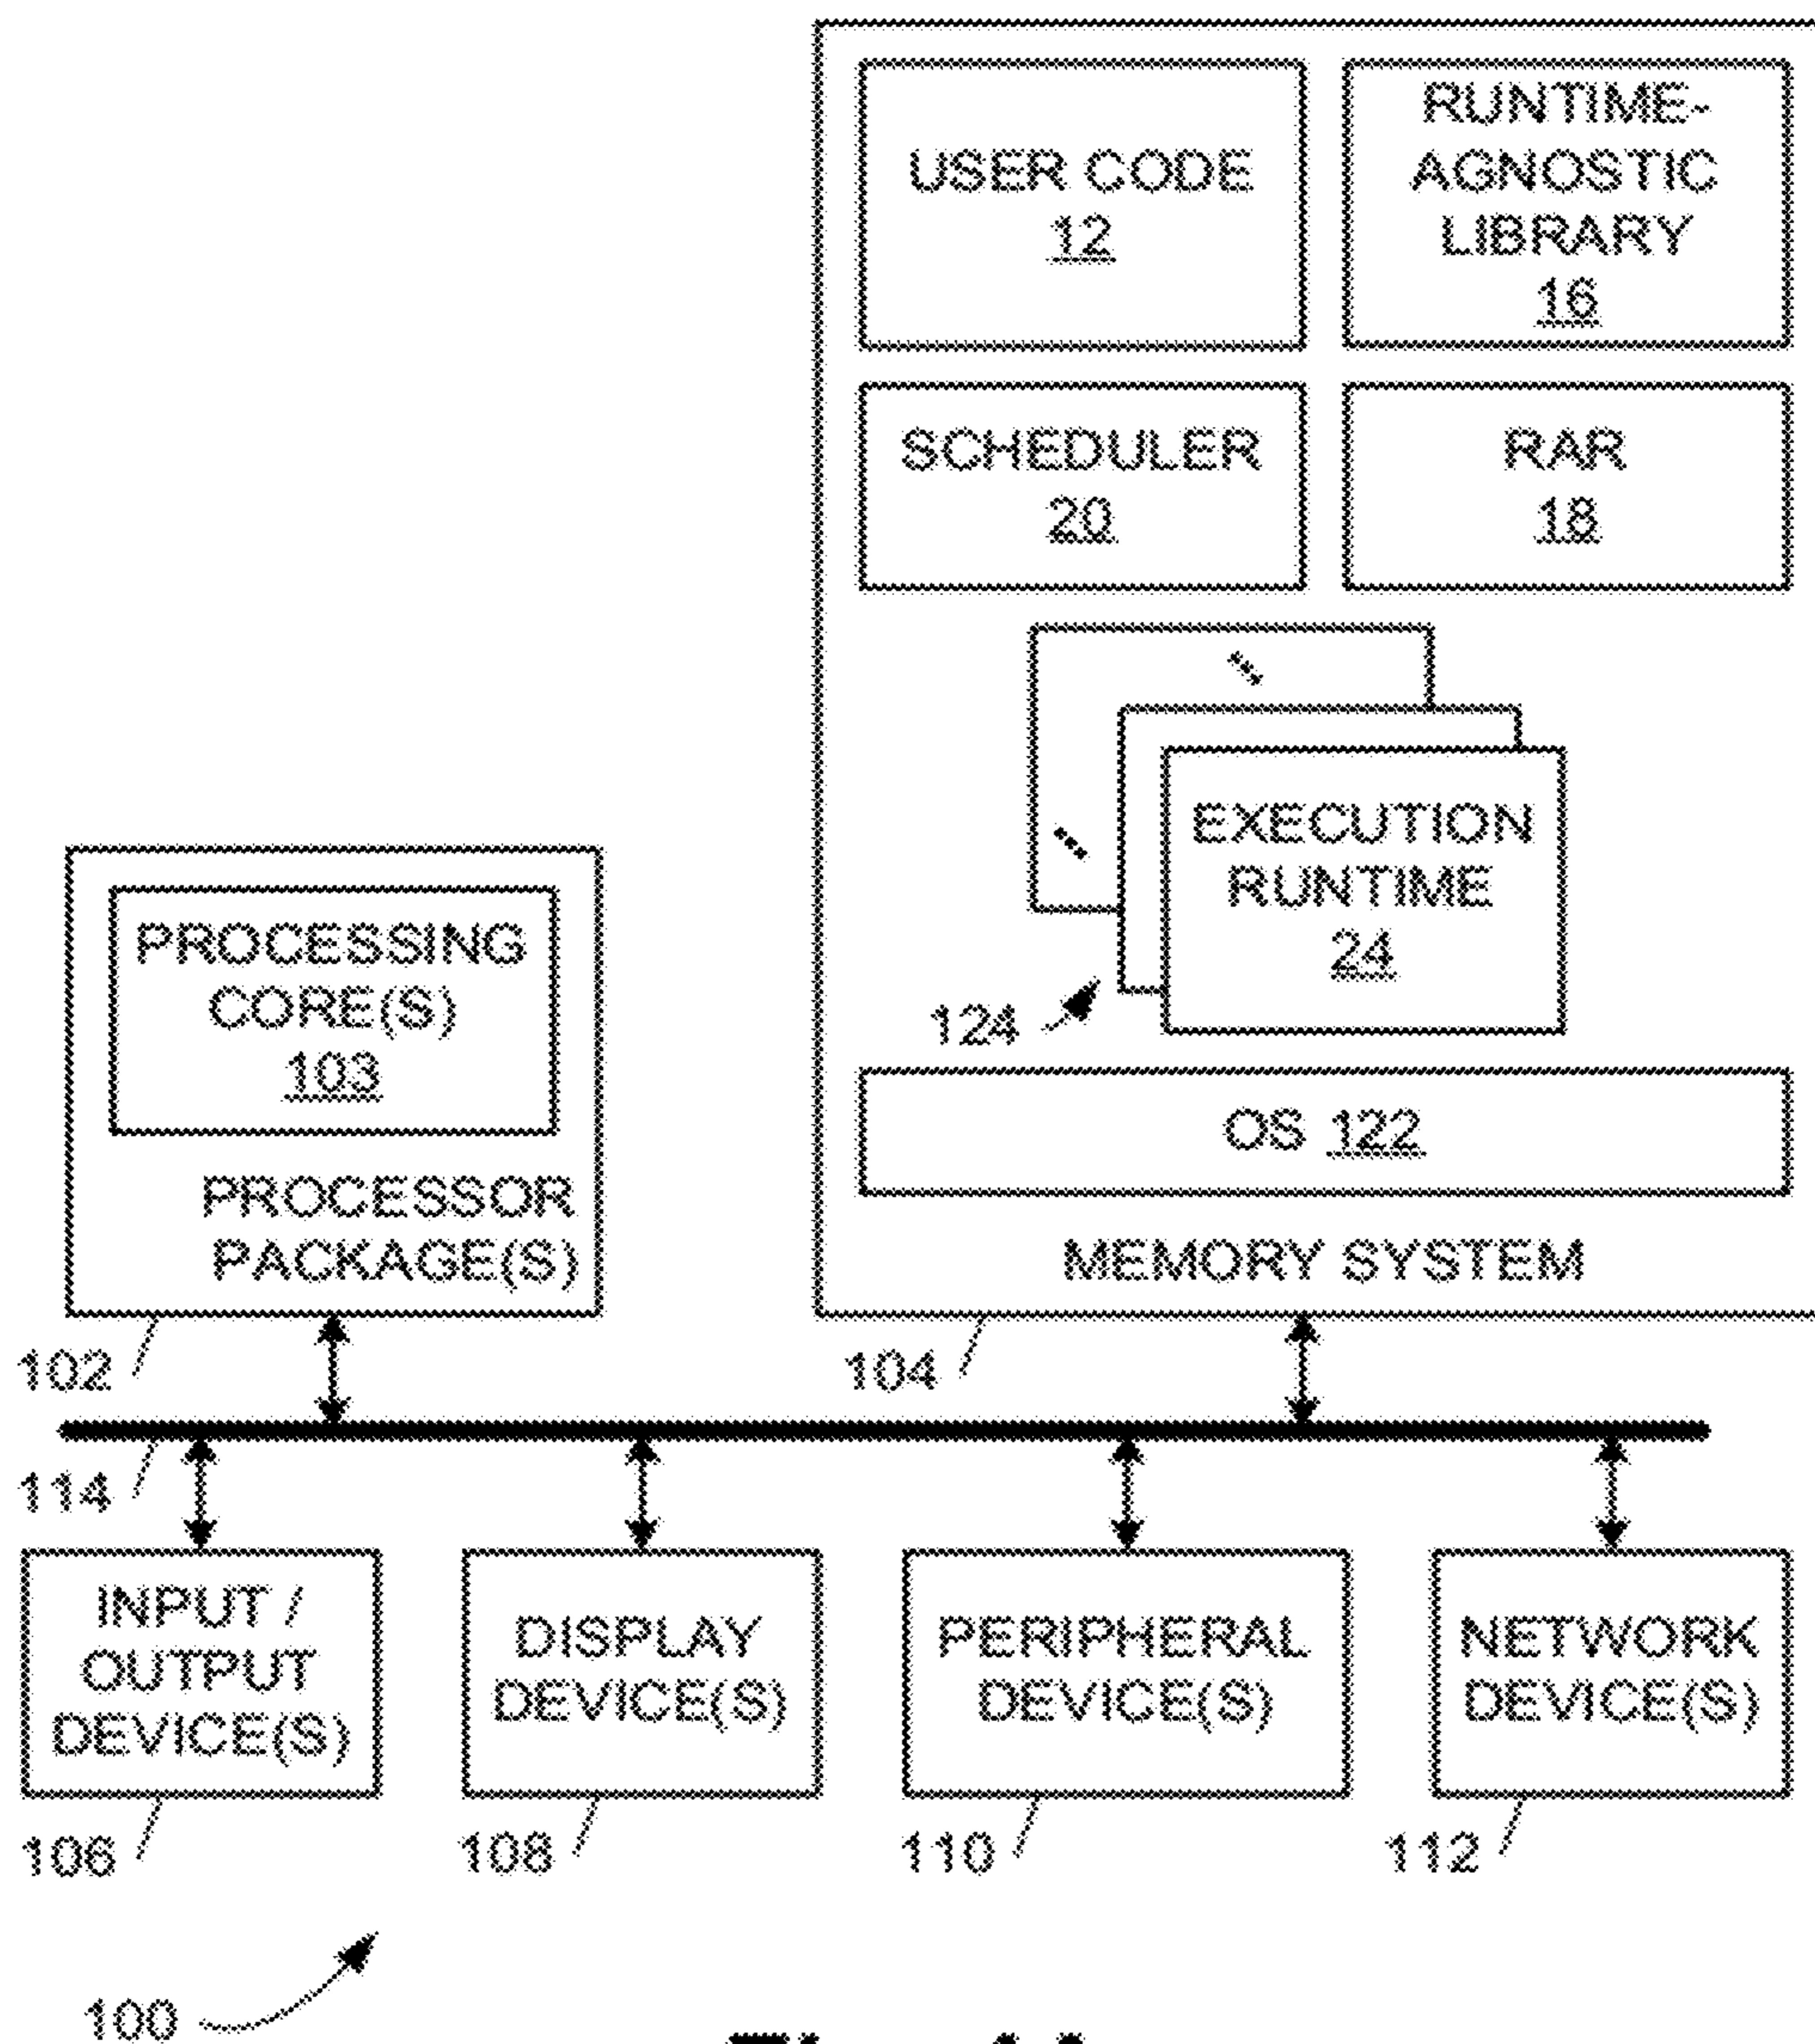 USER CODE
12
RUNTIME-
AGNOSTIC
LIBRARY
16
SCHEDULER
20
RAR
18
EXECUTION
RUNTIME
24
124
OS 122
MEMORY SYSTEM
104
PROCESSING
CORE(S)
103
PROCESSOR
PACKAGE(S)
102
114
INPUT /
OUTPUT
DEVICE(S)
106
DISPLAY
DEVICE(S)
108
PERIPHERAL
DEVICE(S)
110
NETWORK
DEVICE(S)
112
100